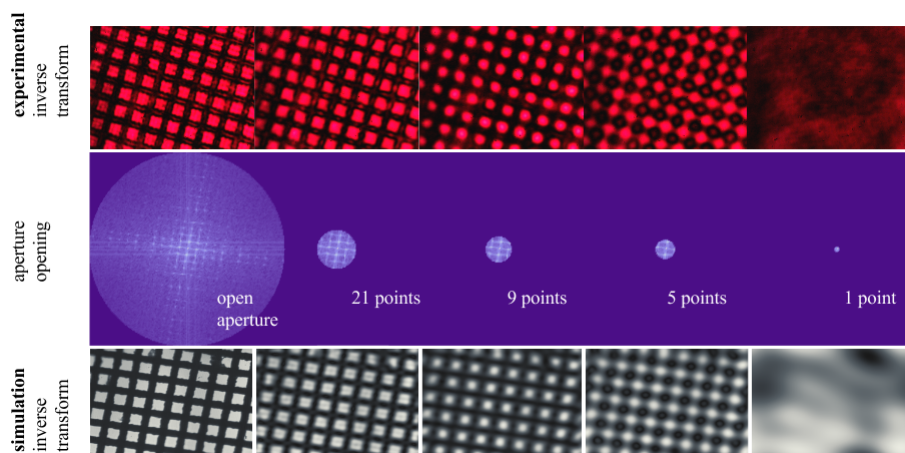 experimental
inverse
transform
aperture
opening
open
aperture
21 points
9 points
5 points
1 point
simulation
inverse
transform